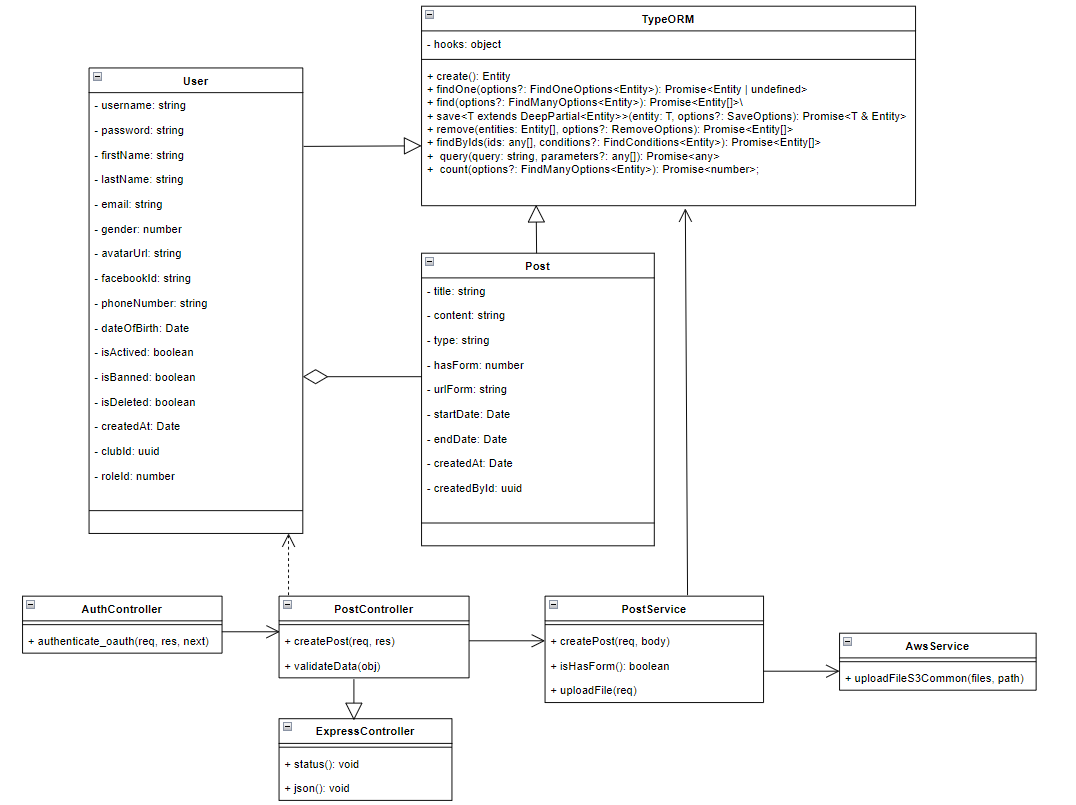 TypeORM
- hooks: object
+ create(): Entity
+ findOne(options?: FindOneOptions<Entity>): Promise<Entity | undefined>
+ find(options?: FindManyOptions<Entity>): Promise<Entity[]>\
+ save<T extends DeepPartial<Entity>>(entity: T, options?: SaveOptions): Promise<T & Entity>
+ remove(entities: Entity[], options?: RemoveOptions): Promise<Entity[]>
+ findByIds(ids: any[], conditions?: FindConditions<Entity>): Promise<Entity[]>
+ query(query: string, parameters?: any[]): Promise<any>
+ count(options?: FindManyOptions<Entity>): Promise<number>;
User
- username: string
- password: string
- firstName: string
- lastName: string
- email: string
- gender: number
- avatarUrl: string
- facebookId: string
- phoneNumber: string
- dateOfBirth: Date
- isActived: boolean
- isBanned: boolean
- isDeleted: boolean
- createdAt: Date
- clubId: uuid
- roleId: number
Post
- title: string
- content: string
- type: string
- hasForm: number
- urlForm: string
- startDate: Date
- endDate: Date
- createdAt: Date
- createdById: uuid
AuthController
+ authenticate_oauth(req, res, next)
PostController
+ createPost(req, res)
+ validateData(obj)
PostService
+ createPost(req, body)
+ isHasForm(): boolean
+ uploadFile(req)
AwsService
+ uploadFileS3Common(files, path)
ExpressController
+ status(): void
+ json(): void